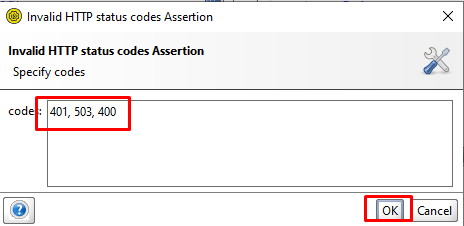 Invalid HTTP status codes Assertion
Invalid HTTP status codes Assertion
Specify codes
codes: 401, 503, 400
OK Cancel